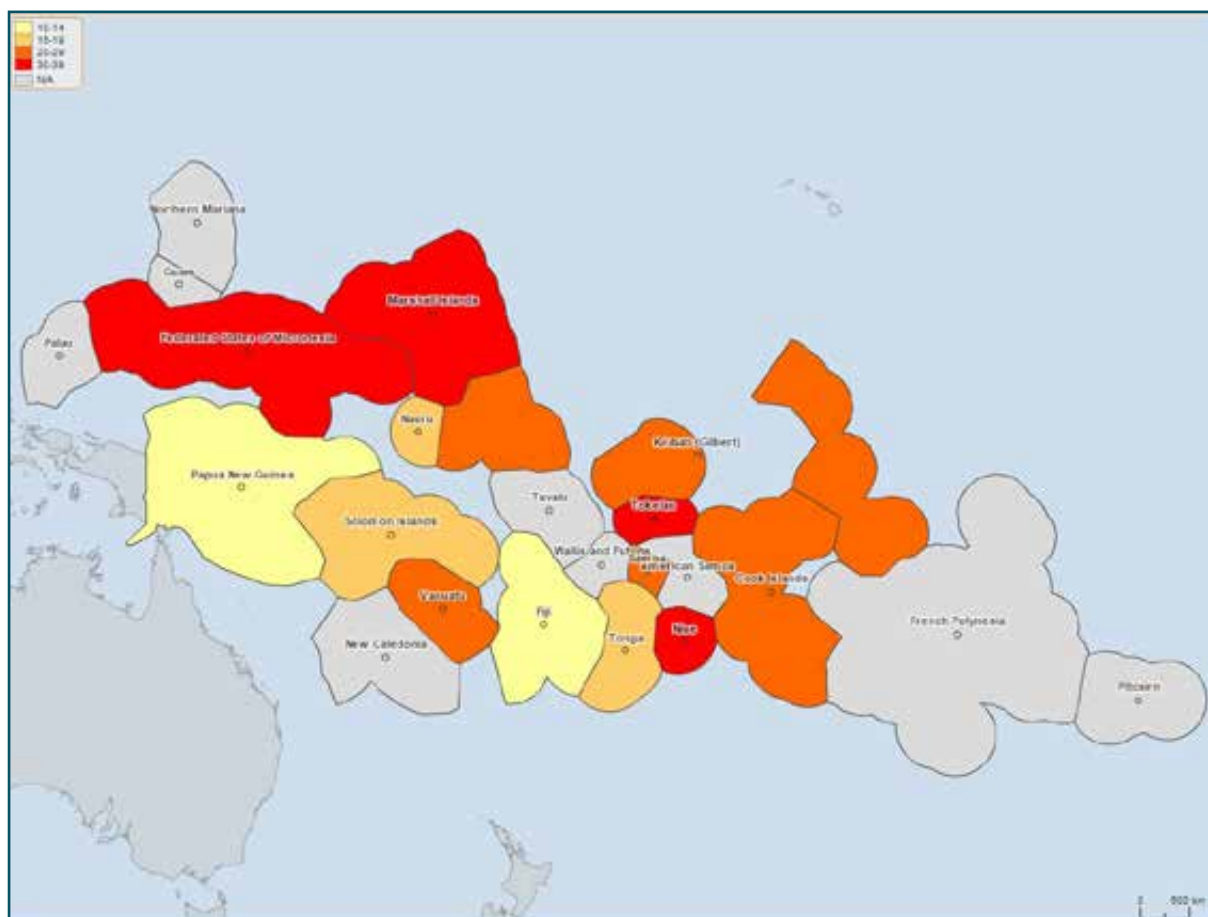 10-14
15-19
20-29
30-39
N/A
Northern Mariana
Guam
Marshall Islands
Federated States of Micronesia
Palau
Nauru
Kiribati (Gilbert)
Papua New Guinea
Tuvalu
Tokelau
Solomon Islands
Wallis and Futuna
Samoa
American Samoa
Cook Islands
Vanuatu
Fiji
French Polynesia
New Caledonia
Tonga
Niue
Pitcairn
0